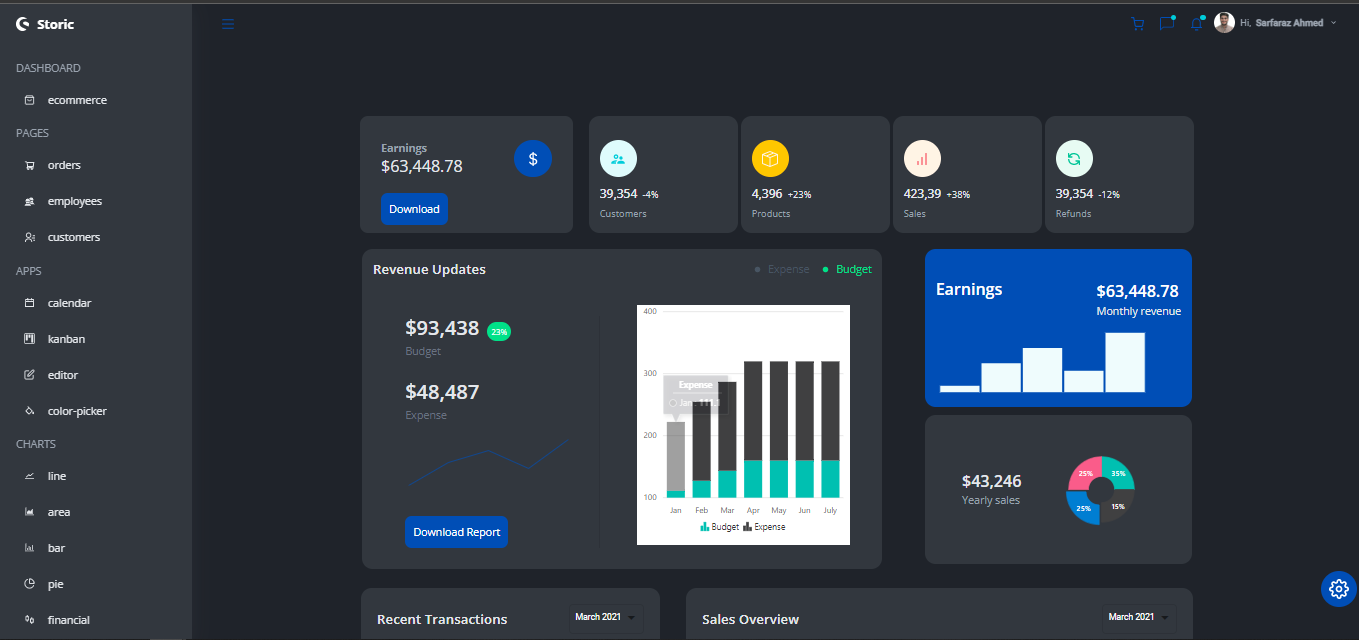 Storic
Hi, Sarfaraz Ahmed
DASHBOARD
ecommerce
PAGES
orders
employees
customers
APPS
calendar
kanban
editor
color-picker
CHARTS
line
area
bar
pie
financial
Earnings
$63,448.78
$
Download
39,354 -4%
Customers
4,396 +23%
Products
423,39 +38%
Sales
39,354 -12%
Refunds
Revenue Updates
Expense
Budget
$93,438 23%
Budget
$48,487
Expense
Download Report
400
300
200
100
Expense
Jan : 111.1
Jan Feb Mar Apr May Jun July
Budget Expense
Earnings
$63,448.78
Monthly revenue
$43,246
Yearly sales
25% 35%
25% 15%
Recent Transactions March 2021
Sales Overview March 2021